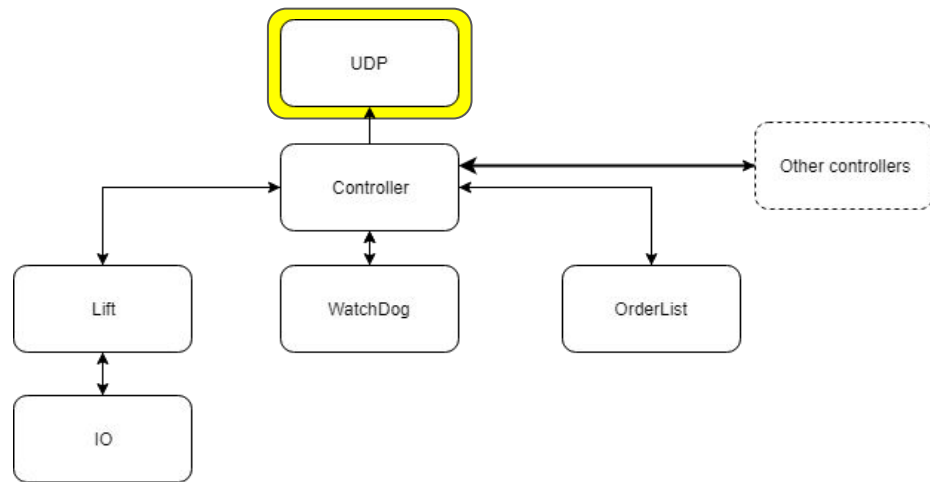 UDP
Controller
Other controllers
Lift
WatchDog
OrderList
IO